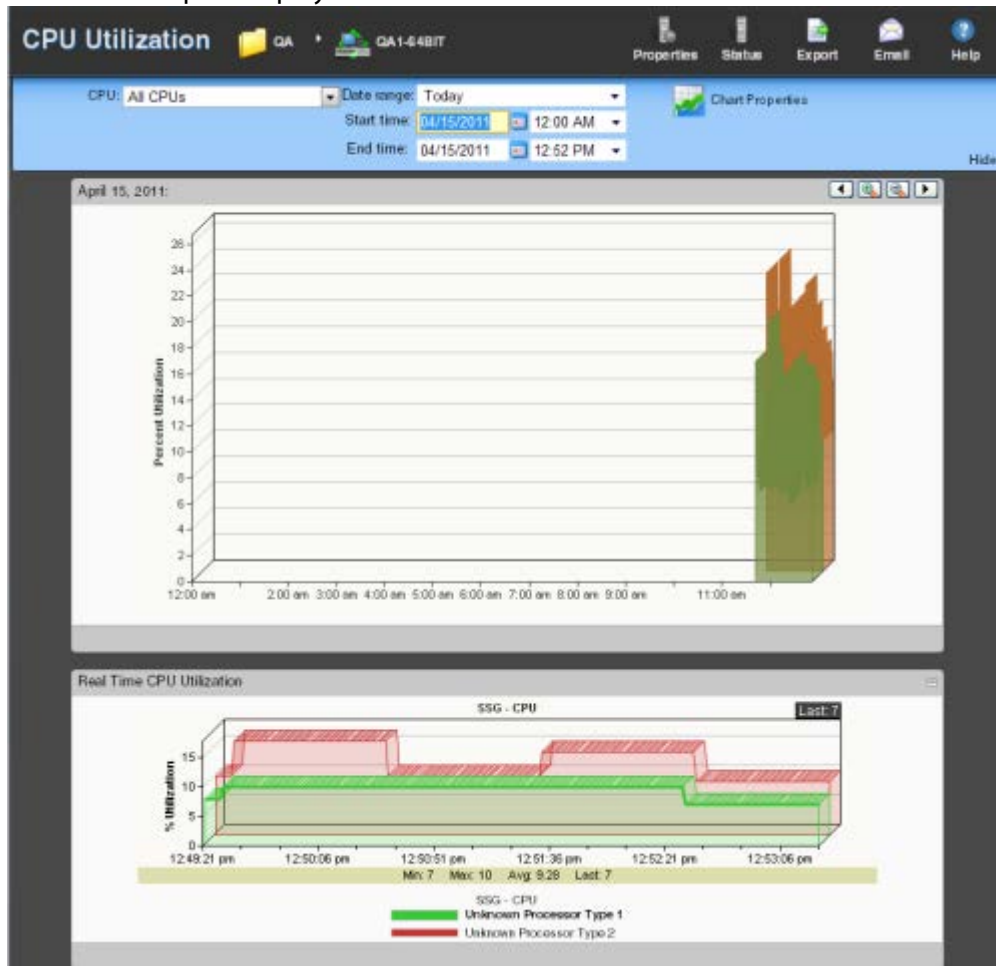 CPU Utilization QA QA1-64BIT
Properties Status Export Email Help
CPU: All CPUs Date range: Today Chart Properties
Start time: 04/15/2011 12:00 AM
End time: 04/15/2011 12:52 PM
Hide
April 15, 2011:
Percent Utilization
26
24
22
20
18
16
14
12
10
8
6
4
2
0
12:00 am 2:00 am 3:00 am 4:00 am 5:00 am 6:00 am 7:00 am 8:00 am 9:00 am 11:00 am
Real Time CPU Utilization
SSG - CPU
Last: 7
% Utilization
15
10
5
0
12:49:21 pm 12:50:06 pm 12:50:51 pm 12:51:36 pm 12:52:21 pm 12:53:06 pm
Min: 7 Max: 10 Avg: 9.28 Last: 7
SSG - CPU
Unknown Processor Type 1
Unknown Processor Type 2